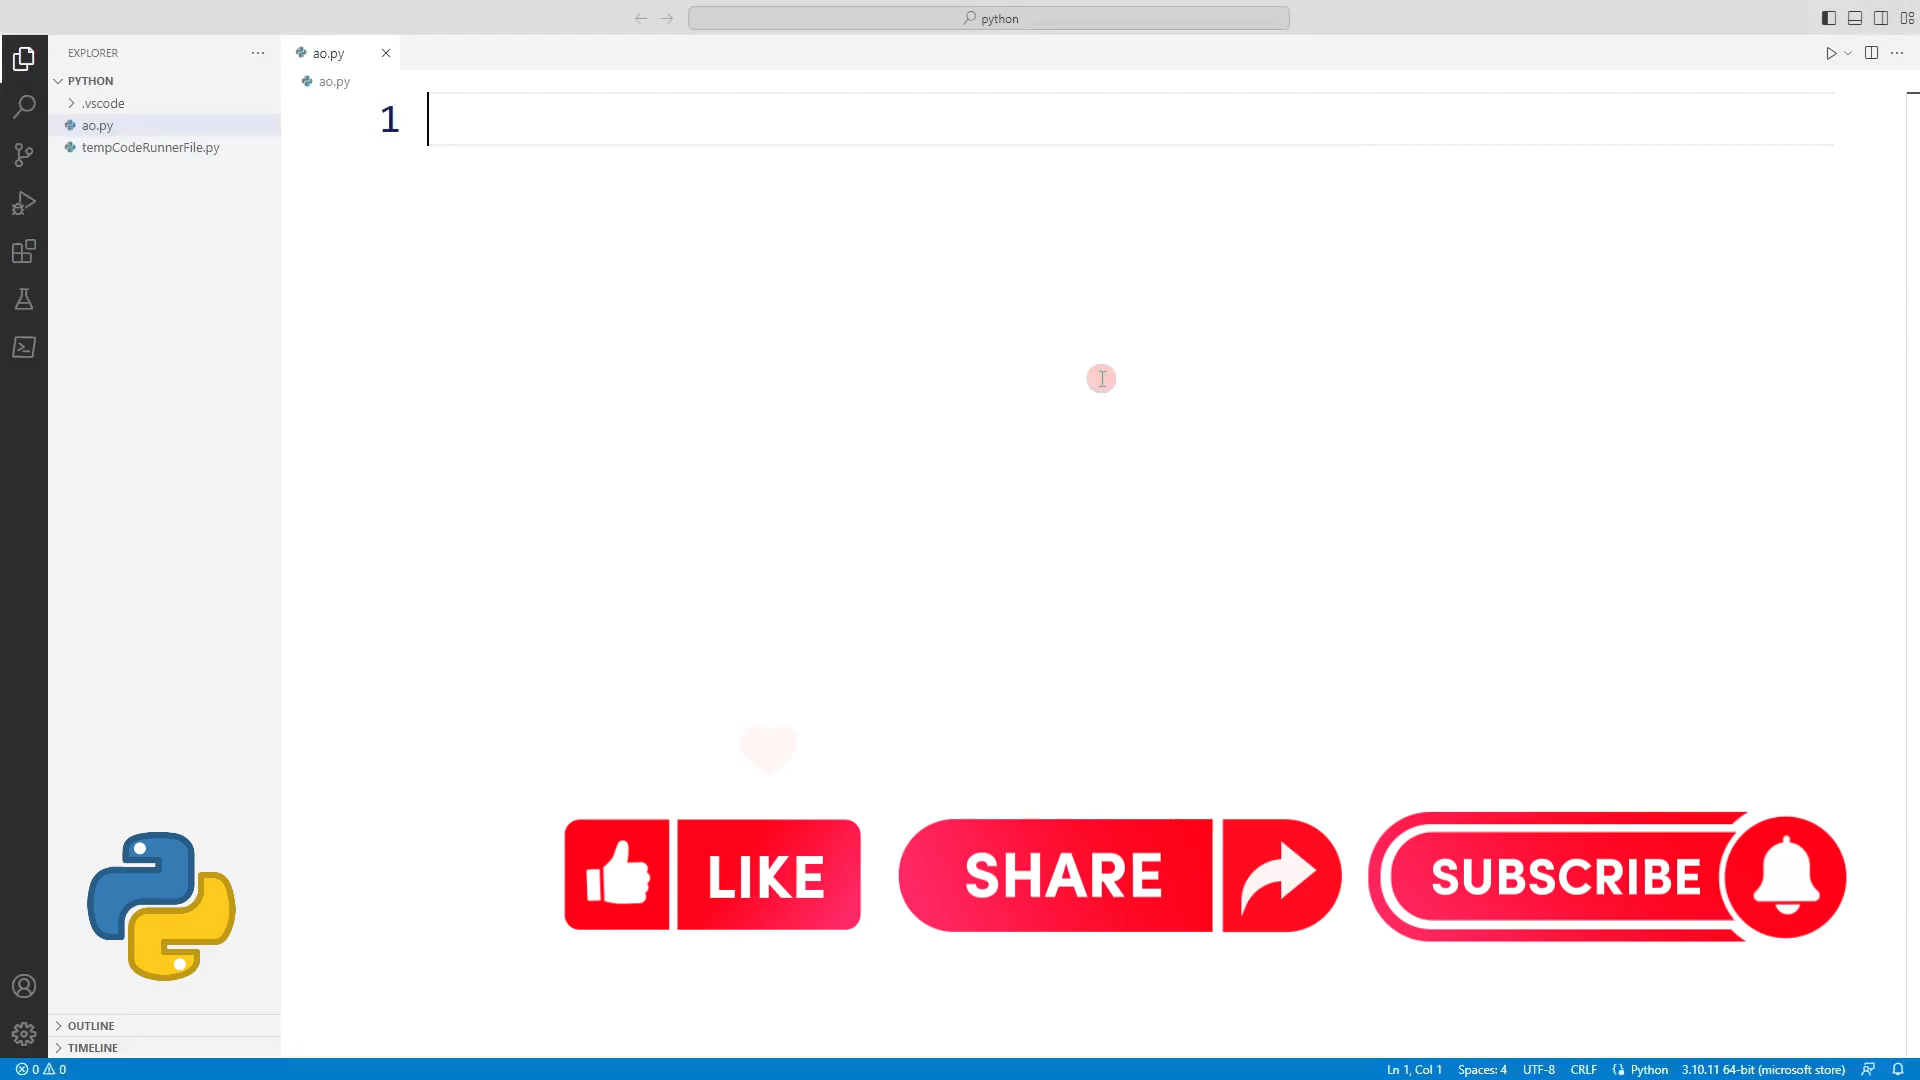 python
EXPLORER
PYTHON
.vscode
ao.py
tempCodeRunnerFile.py
ao.py
ao.py
1
LIKE
SHARE
SUBSCRIBE
OUTLINE
TIMELINE
0 0
Ln 1, Col 1 Spaces: 4 UTF-8 CRLF Python 3.10.11 64-bit (microsoft store)